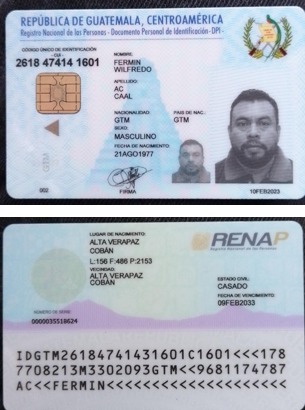 REPÚBLICA DE GUATEMALA, CENTROAMÉRICA
Registro Nacional de las Personas - Documento Personal de Identificación -DPI-
CÓDIGO ÚNICO DE IDENTIFICACIÓN
-CUI-
2618 47414 1601
NOMBRE:
FERMIN
WILFREDO
APELLIDO:
AC
CAAL
NACIONALIDAD:
GTM
PAIS DE NAC.:
GTM
SEXO:
MASCULINO
FECHA DE NACIMIENTO:
21AGO1977
GTM
002
FIRMA
10FEB2023
LUGAR DE NACIMIENTO:
ALTA VERAPAZ
COBÁN
L:156 F:486 P:2153
VECINDAD:
ALTA VERAPAZ
COBÁN
RENAP
Registro Nacional de las Personas
ESTADO CIVIL:
CASADO
FECHA DE VENCIMIENTO:
09FEB2033
NÚMERO DE SERIE:
0000035518624
IDGTM26184741431601C1601<<<178
7708213M3302093GTM<<9681174787
AC<<FERMIN<<<<<<<<<<<<<<<<<<<<